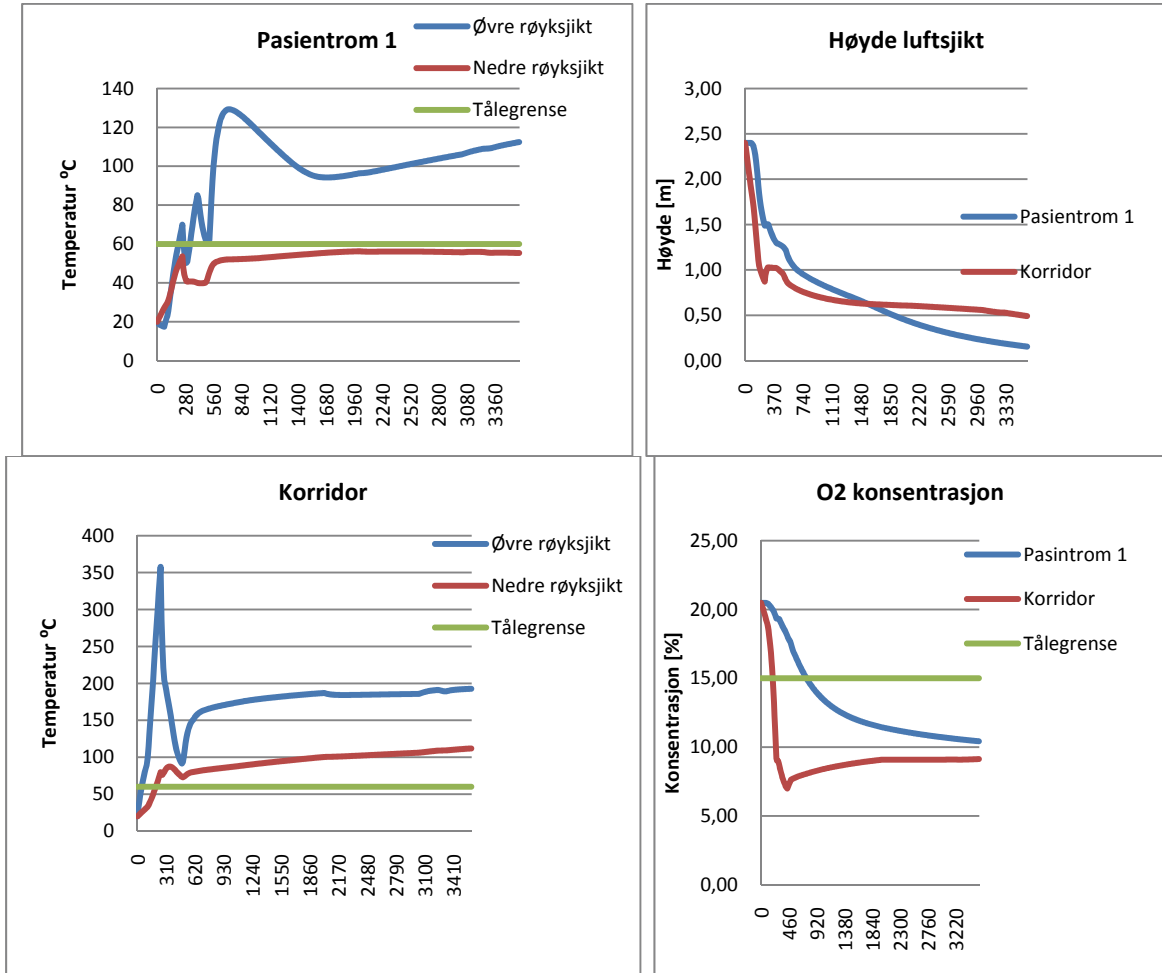 Pasientrom 1
Øvre røyksjikt
Nedre røyksjikt
Tålegrense
Temperatur ºC
140
120
100
80
60
40
20
0
0 280 560 840 1120 1400 1680 1960 2240 2520 2800 3080 3360
Høyde luftsjikt
Høyde [m]
3,00
2,50
2,00
1,50
1,00
0,50
0,00
Pasientrom 1
Korridor
0 370 740 1110 1480 1850 2220 2590 2960 3330
Korridor
Øvre røyksjikt
Nedre røyksjikt
Tålegrense
Temperatur ºC
400
350
300
250
200
150
100
50
0
0 310 620 930 1240 1550 1860 2170 2480 2790 3100 3410
O2 konsentrasjon
Konsentrasjon [%]
25,00
20,00
15,00
10,00
5,00
0,00
Pasintrom 1
Korridor
Tålegrense
0 460 920 1380 1840 2300 2760 3220